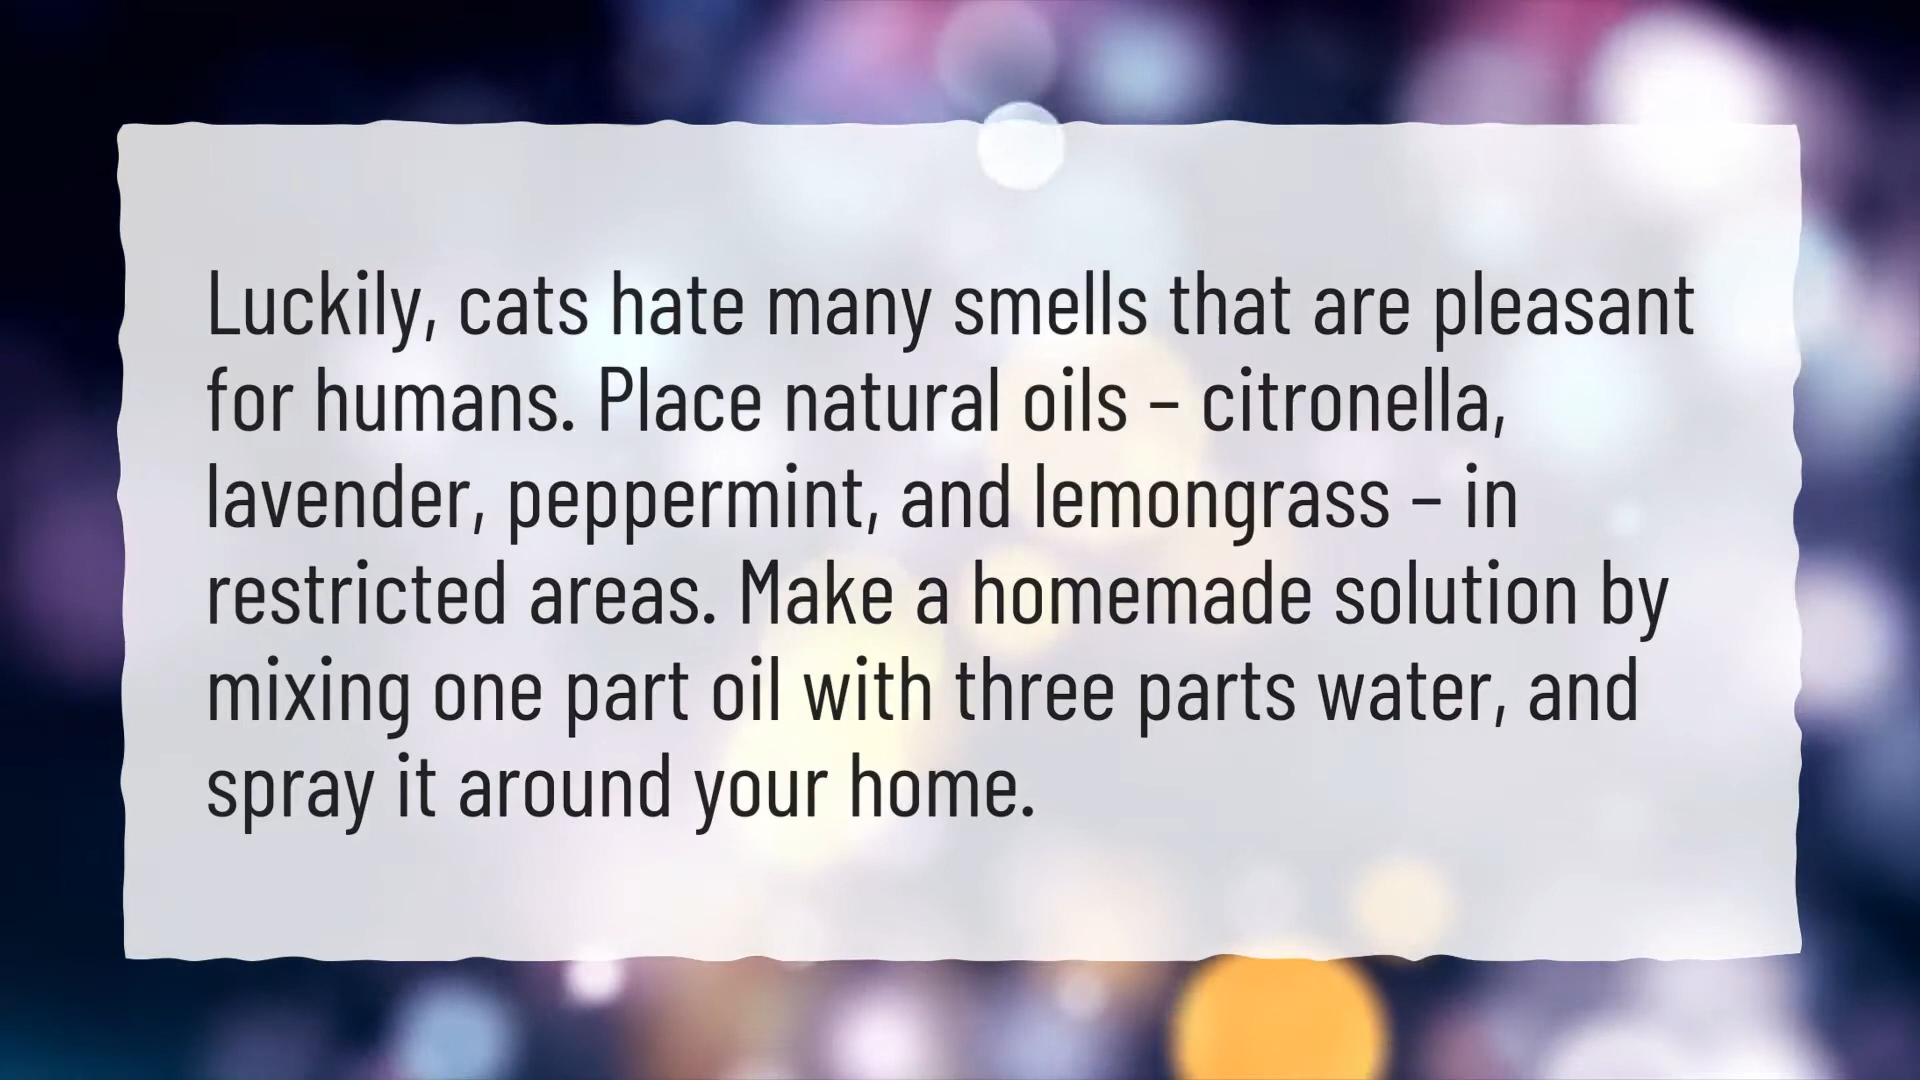 Luckily, cats hate many smells that are pleasant
for humans. Place natural oils – citronella,
lavender, peppermint, and lemongrass – in
restricted areas. Make a homemade solution by
mixing one part oil with three parts water, and
spray it around your home.